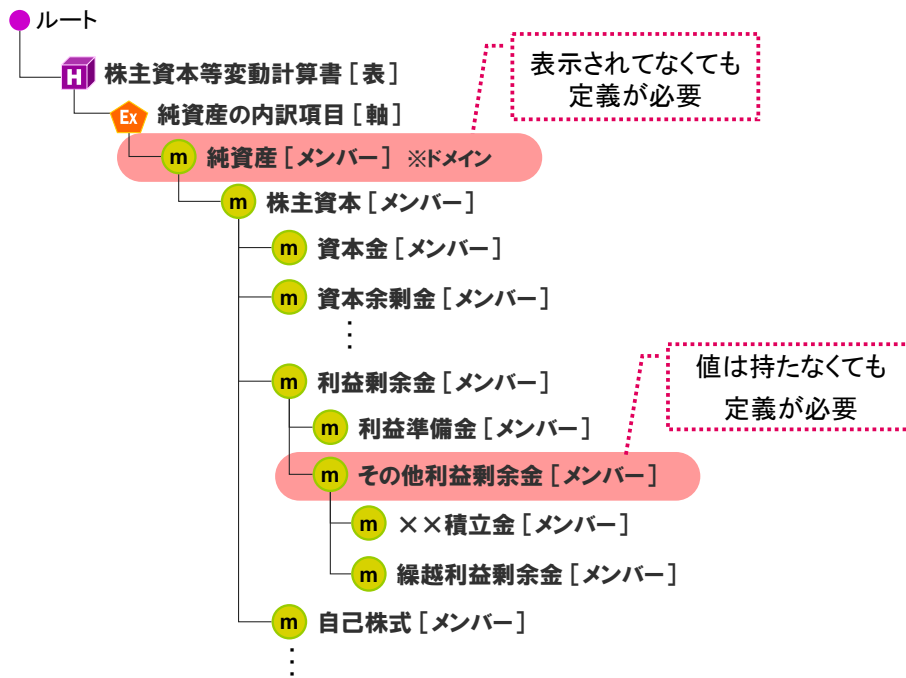 ルート
表示されてなくても
定義が必要
H 株主資本等変動計算書［表］
Ex 純資産の内訳項目［軸］
m 純資産［メンバー］ ※ドメイン
m 株主資本［メンバー］
m 資本金［メンバー］
m 資本余剰金［メンバー］
値は持たなくても
定義が必要
m 利益剰余金［メンバー］
m 利益準備金［メンバー］
m その他利益剰余金［メンバー］
m ××積立金［メンバー］
m 繰越利益剰余金［メンバー］
m 自己株式［メンバー］